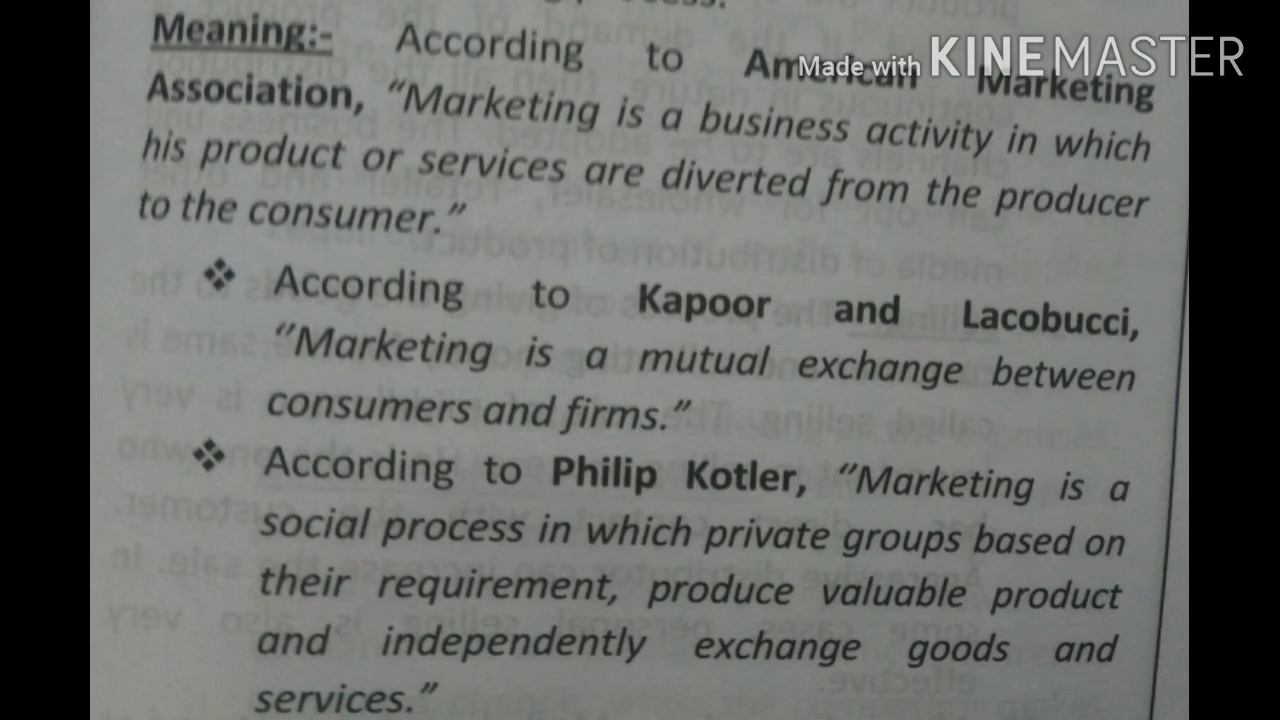 Meaning:- According to American Marketing
Made with KINEMASTER
Association, “Marketing is a business activity in which
his product or services are diverted from the producer
to the consumer.”
❖ According to Kapoor and Lacobucci,
“Marketing is a mutual exchange between
consumers and firms.”
❖ According to Philip Kotler, “Marketing is a
social process in which private groups based on
their requirement, produce valuable product
and independently exchange goods and
services.”